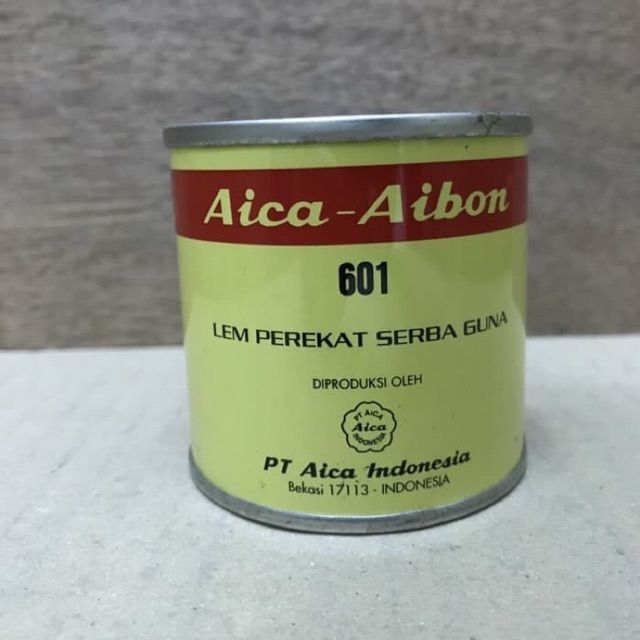 Aica-Aibon
601
LEM PEREKAT SERBA GUNA
DIPRODUKSI OLEH
PT AICA
Aica
INDONESIA
PT Aica Indonesia
Bekasi 17113 - INDONESIA